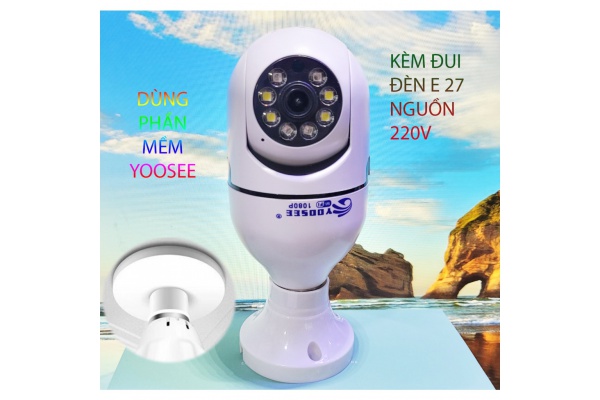 KÈM ĐUI
ĐÈN E 27
NGUỒN
220V
DÙNG
PHẦN
MỀM
YOOSEE
YOOSEE ®
1080P